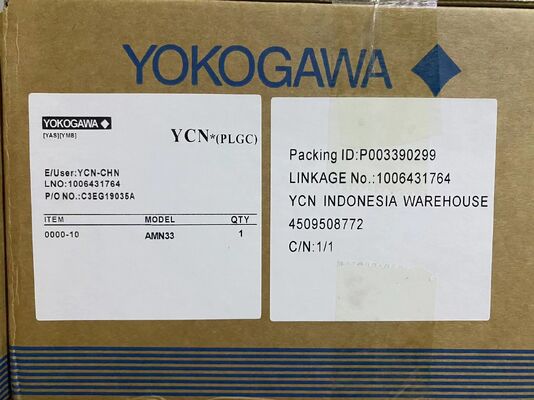 YOKOGAWA
YOKOGAWA
[YAS][YMB]
YCN*(PLGC)
E/User:YCN-CHN
LNO:1006431764
P/O NO.:C3EG19035A
ITEM MODEL QTY
0000-10 AMN33 1
Packing ID:P003390299
LINKAGE No.:1006431764
YCN INDONESIA WAREHOUSE
4509508772
C/N:1/1